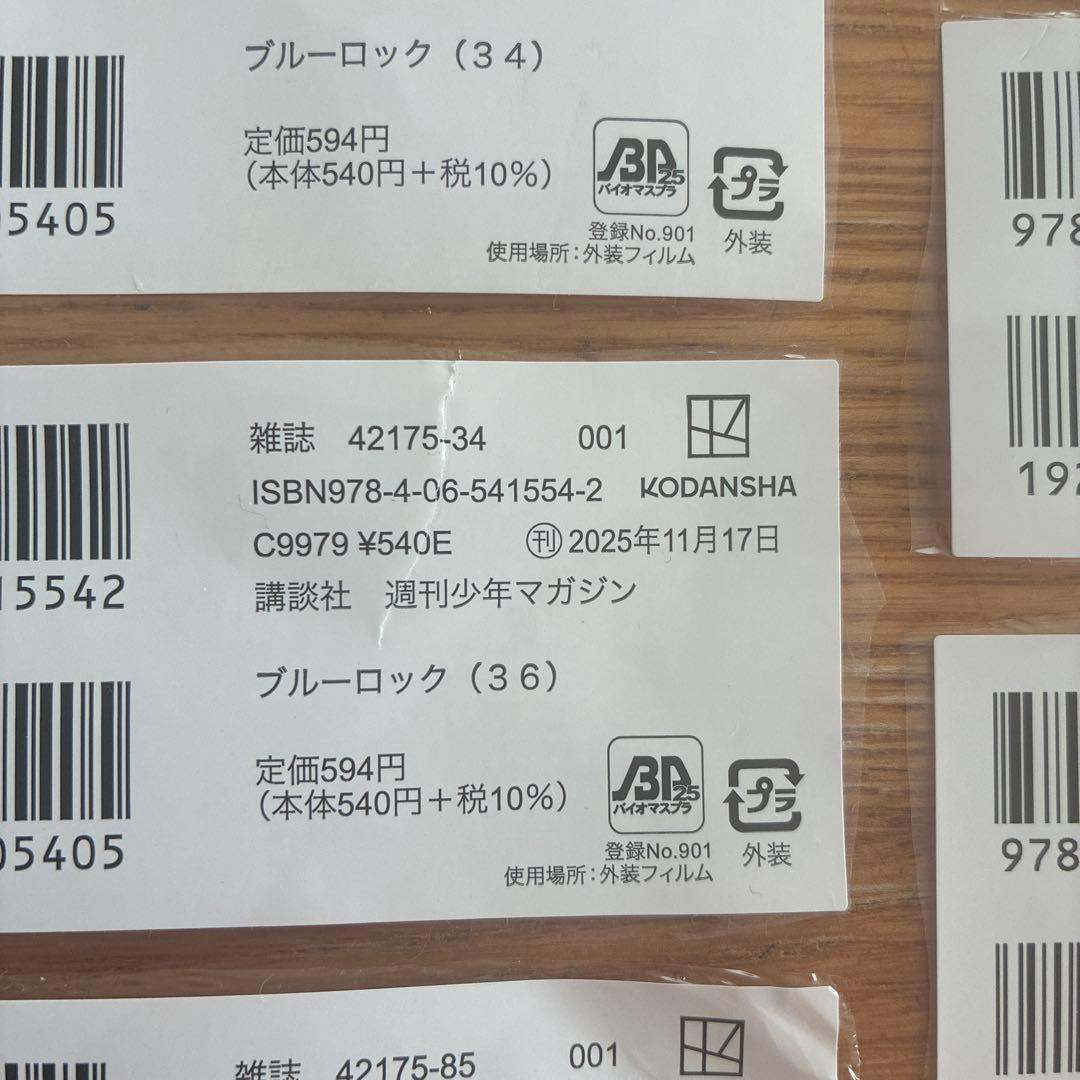 ブルーロック（３４）
定価594円
（本体540円＋税10％）
バイオマスプラ
25
プラ
登録No.901
外装
使用場所：外装フィルム
05405
雑誌 42175-34 001
ISBN978-4-06-541554-2 KODANSHA
C9979 ¥540E ㊞刊 2025年11月17日
講談社 週刊少年マガジン
15542
ブルーロック（３６）
定価594円
（本体540円＋税10％）
バイオマスプラ
25
プラ
登録No.901
外装
使用場所：外装フィルム
05405
雑誌 42175-85 001
978
192
978